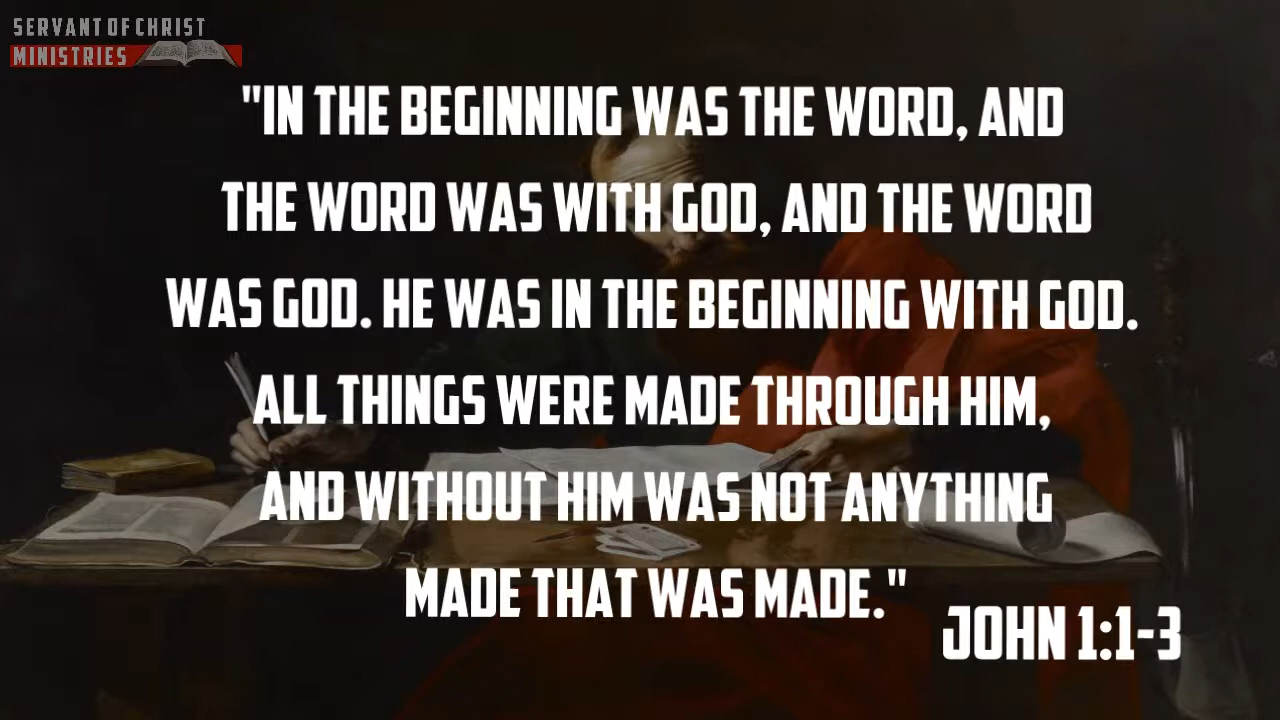 SERVANT OF CHRIST
MINISTRIES
"IN THE BEGINNING WAS THE WORD, AND
THE WORD WAS WITH GOD, AND THE WORD
WAS GOD. HE WAS IN THE BEGINNING WITH GOD.
ALL THINGS WERE MADE THROUGH HIM,
AND WITHOUT HIM WAS NOT ANYTHING
MADE THAT WAS MADE."
JOHN 1:1-3